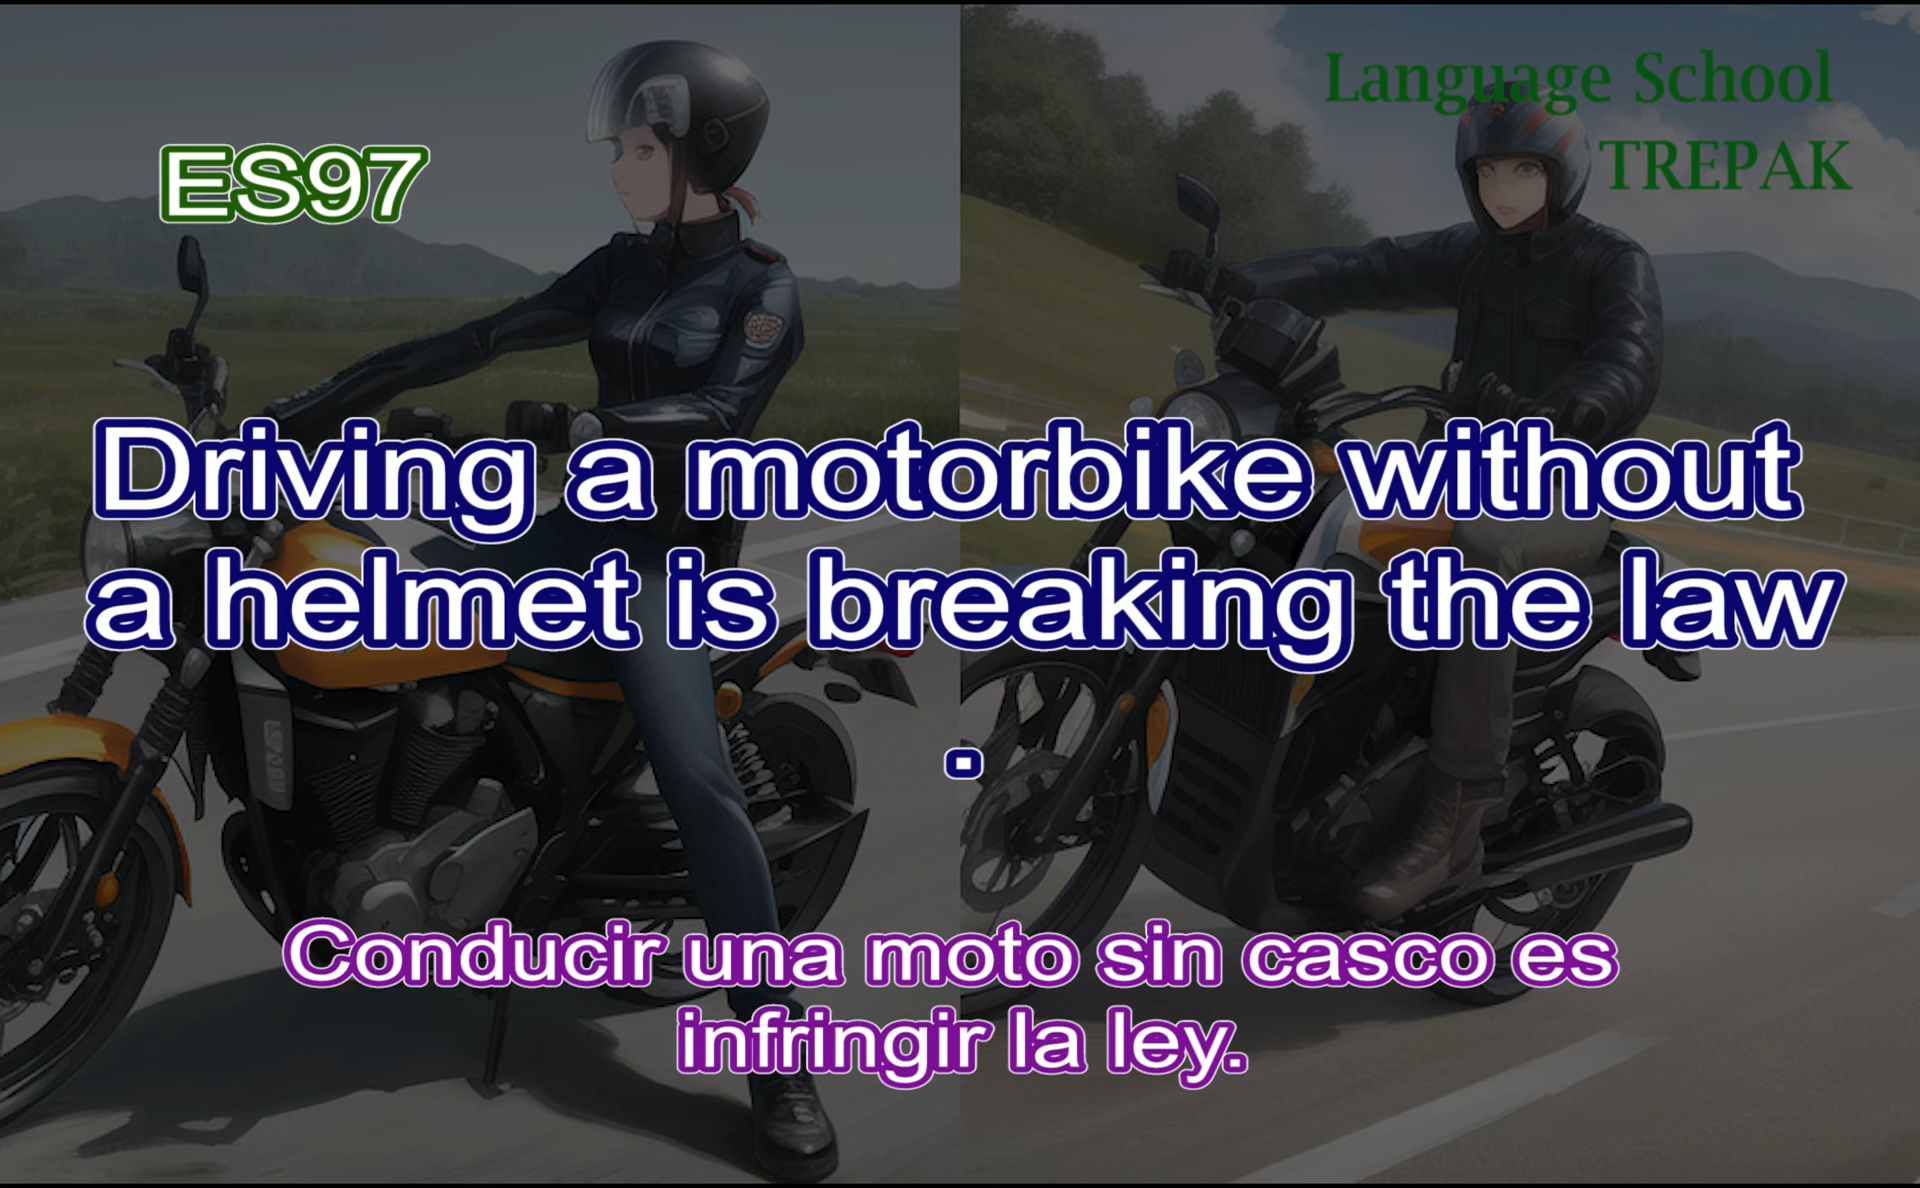 Language School
TREPAK
ES97
Driving a motorbike without
a helmet is breaking the law
.
Conducir una moto sin casco es
infringir la ley.